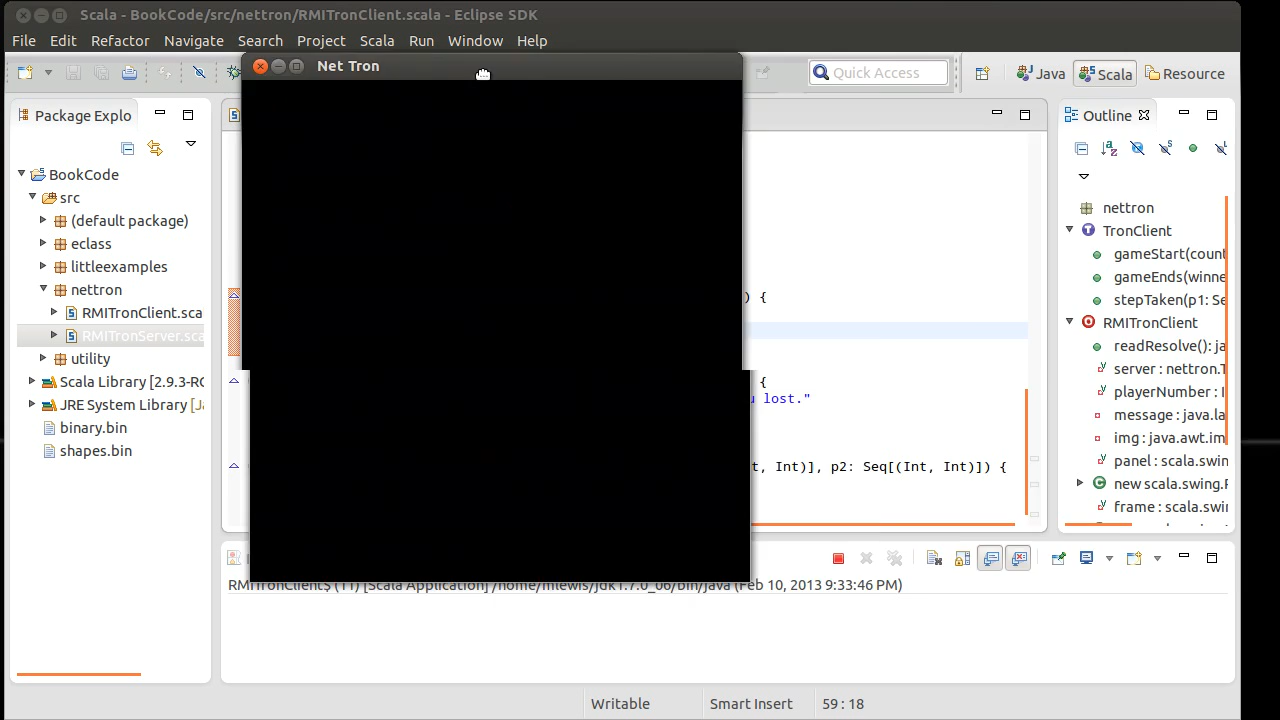 Scala - BookCode/src/nettron/RMITronClient.scala - Eclipse SDK
File Edit Refactor Navigate Search Project Scala Run Window Help
Net Tron
Quick Access
Java
Scala
Resource
Package Explo
Outline
BookCode
src
(default package)
eclass
littleexamples
nettron
RMITronClient.sca
RMITronServer.sca
utility
Scala Library [2.9.3-RC
JRE System Library [Ja
binary.bin
shapes.bin
) {
{
u lost."
t, Int)], p2: Seq[(Int, Int)]) {
nettron
TronClient
gameStart(count
gameEnds(winne
stepTaken(p1: Se
RMITronClient
readResolve(): ja
server : nettron.T
playerNumber : I
message : java.la
img : java.awt.im
panel : scala.swin
new scala.swing.F
frame : scala.swin
RMITronClient$ (11) [Scala Application] /home/mlewis/jdk1.7.0_06/bin/java (Feb 10, 2013 9:33:46 PM)
Writable
Smart Insert
59 : 18